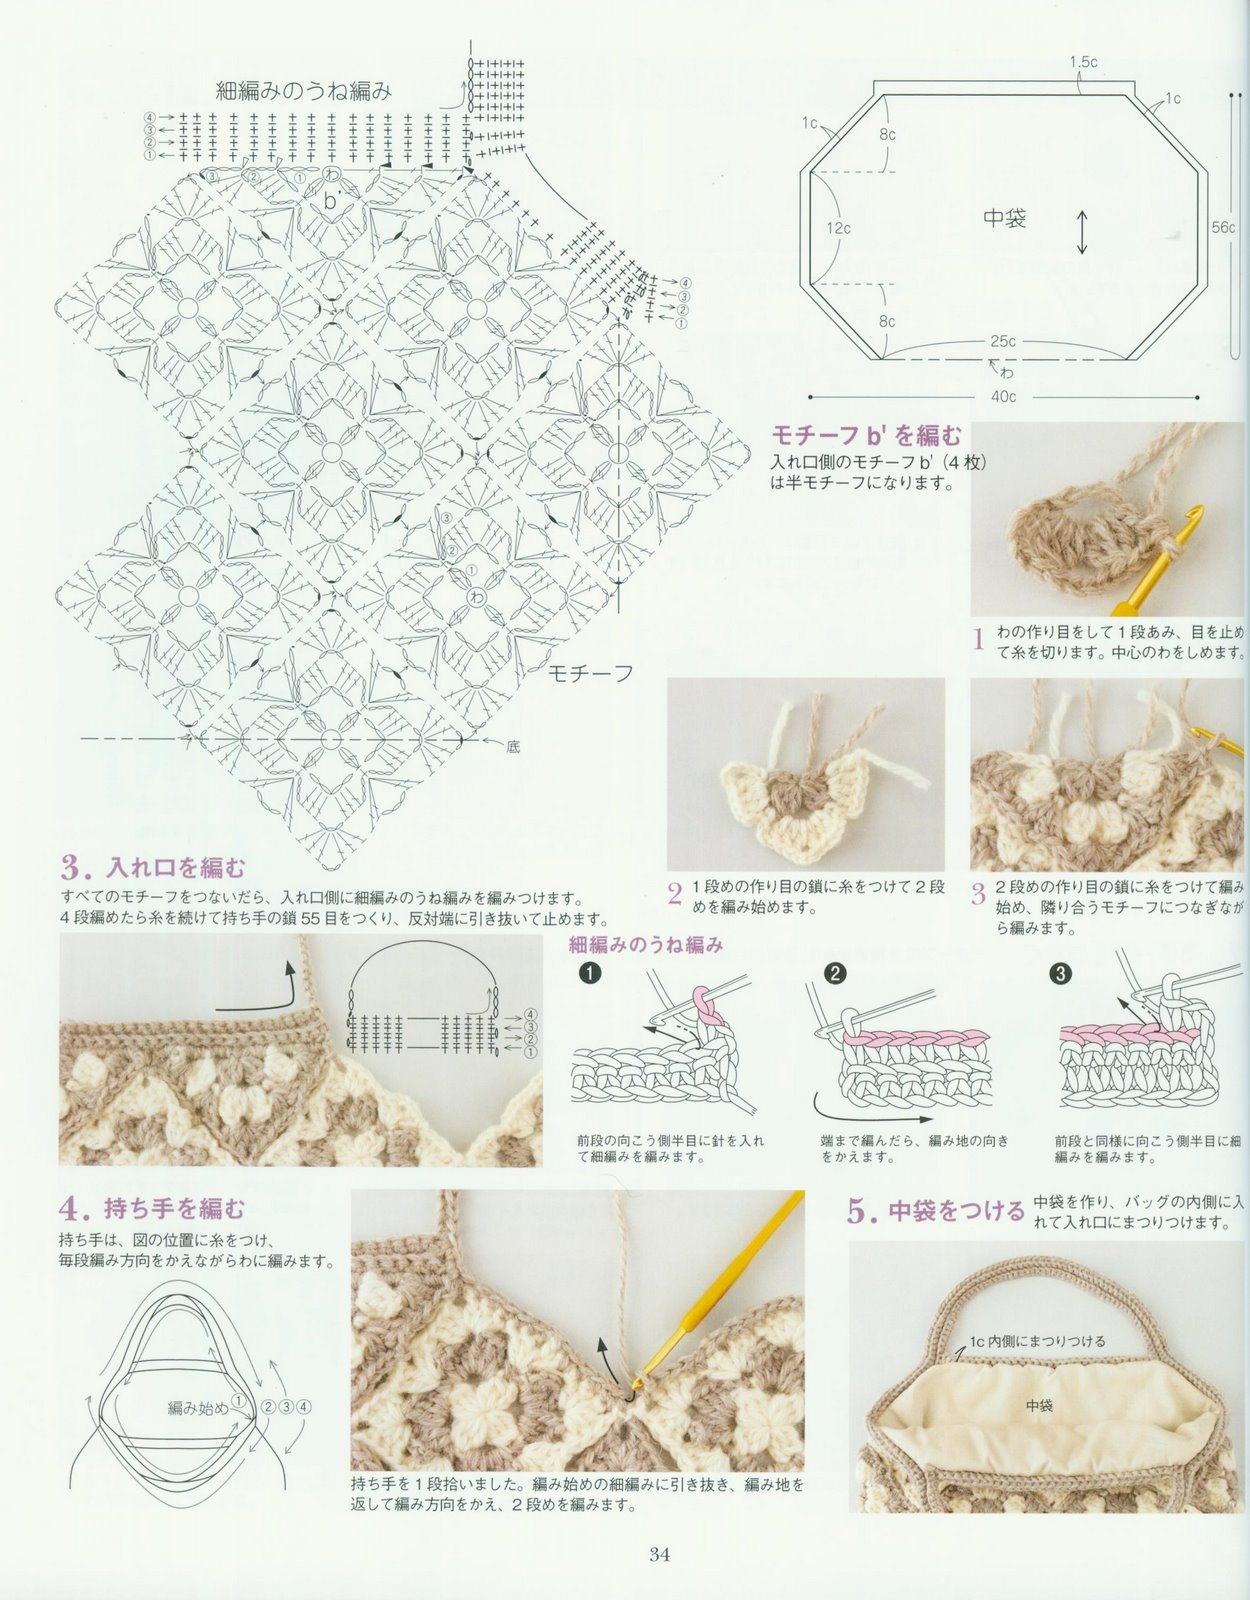 細編みのうね編み
④
③
②
①
③
②
①
わ
b'
④
③
②
①
③
②
①
わ
モチーフ
底
1.5c
1c
1c
8c
12c
中袋
56c
8c
25c
わ
40c
モチーフb'を編む
入れ口側のモチーフb'（4枚）
は半モチーフになります。
1 わの作り目をして1段あみ、目を止め
て糸を切ります。中心のわをしめます。
2 1段めの作り目の鎖に糸をつけて2段
めを編み始めます。
3 2段めの作り目の鎖に糸をつけて編み
始め、隣り合うモチーフにつなぎなが
ら編みます。
3. 入れ口を編む
すべてのモチーフをつないだら、入れ口側に細編みのうね編みを編みつけます。
4段編めたら糸を続けて持ち手の鎖55目をつくり、反対端に引き抜いて止めます。
④
③
②
①
細編みのうね編み
❶
前段の向こう側半目に針を入れ
て細編みを編みます。
❷
端まで編んだら、編み地の向き
をかえます。
❸
前段と同様に向こう側半目に細
編みを編みます。
4. 持ち手を編む
持ち手は、図の位置に糸をつけ、
毎段編み方向をかえながらわに編みます。
編み始め ① ②③④
持ち手を1段拾いました。編み始めの細編みに引き抜き、編み地を
返して編み方向をかえ、2段めを編みます。
5. 中袋をつける
中袋を作り、バッグの内側に入
れて入れ口にまつりつけます。
1c内側にまつりつける
中袋
34